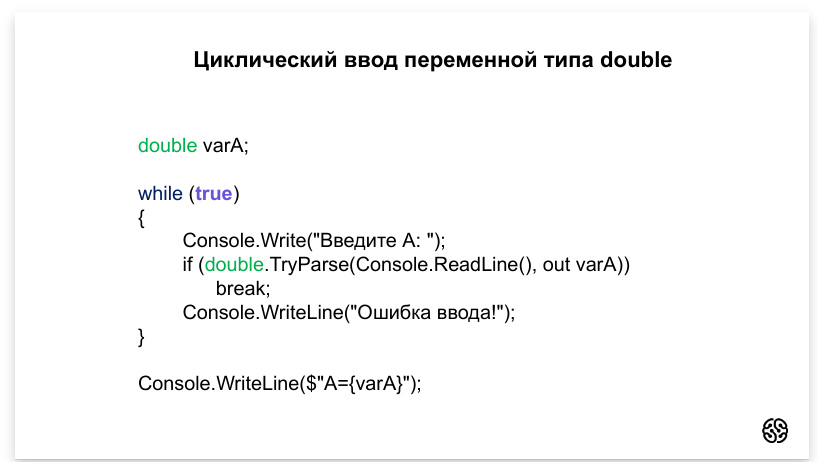 Циклический ввод переменной типа double
double varA;
while (true)
{
Console.Write("Введите A: ");
if (double.TryParse(Console.ReadLine(), out varA))
break;
Console.WriteLine("Ошибка ввода!");
}
Console.WriteLine($"A={varA}");